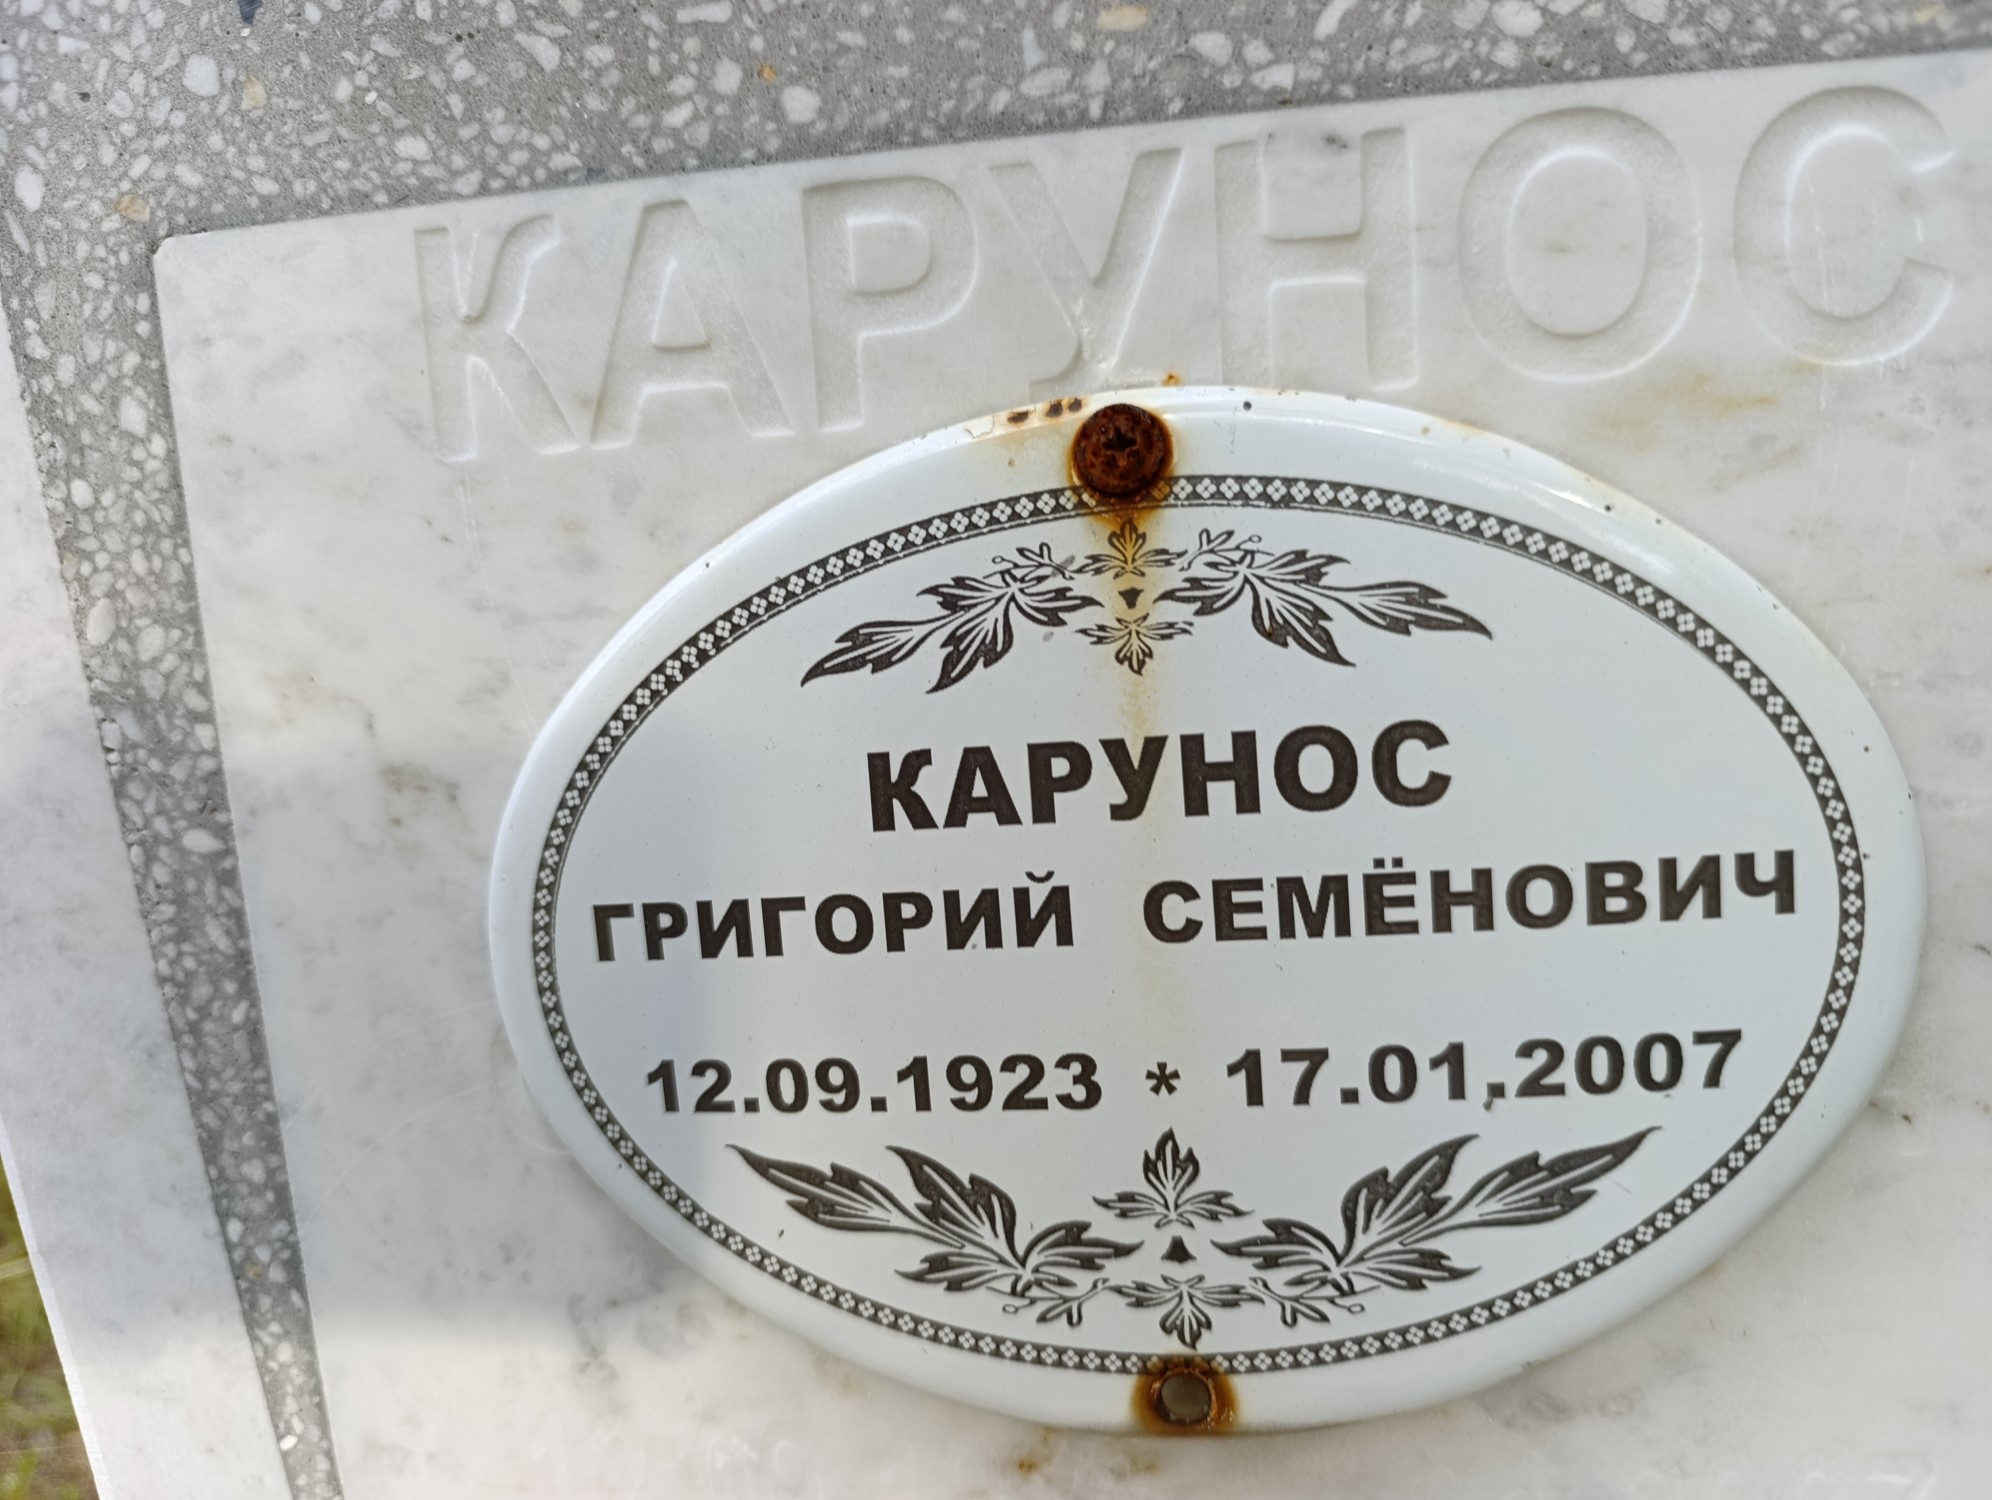 КАРУНОС
КАРУНОС
ГРИГОРИЙ СЕМЁНОВИЧ
12.09.1923 * 17.01.2007